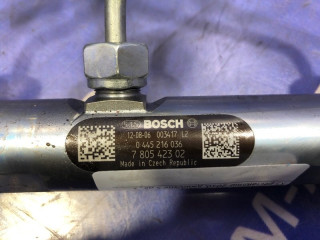 BOSCH
12-08-06 003417 L2
0 445 216 036
7 805 423 02
Made in Czech Republic